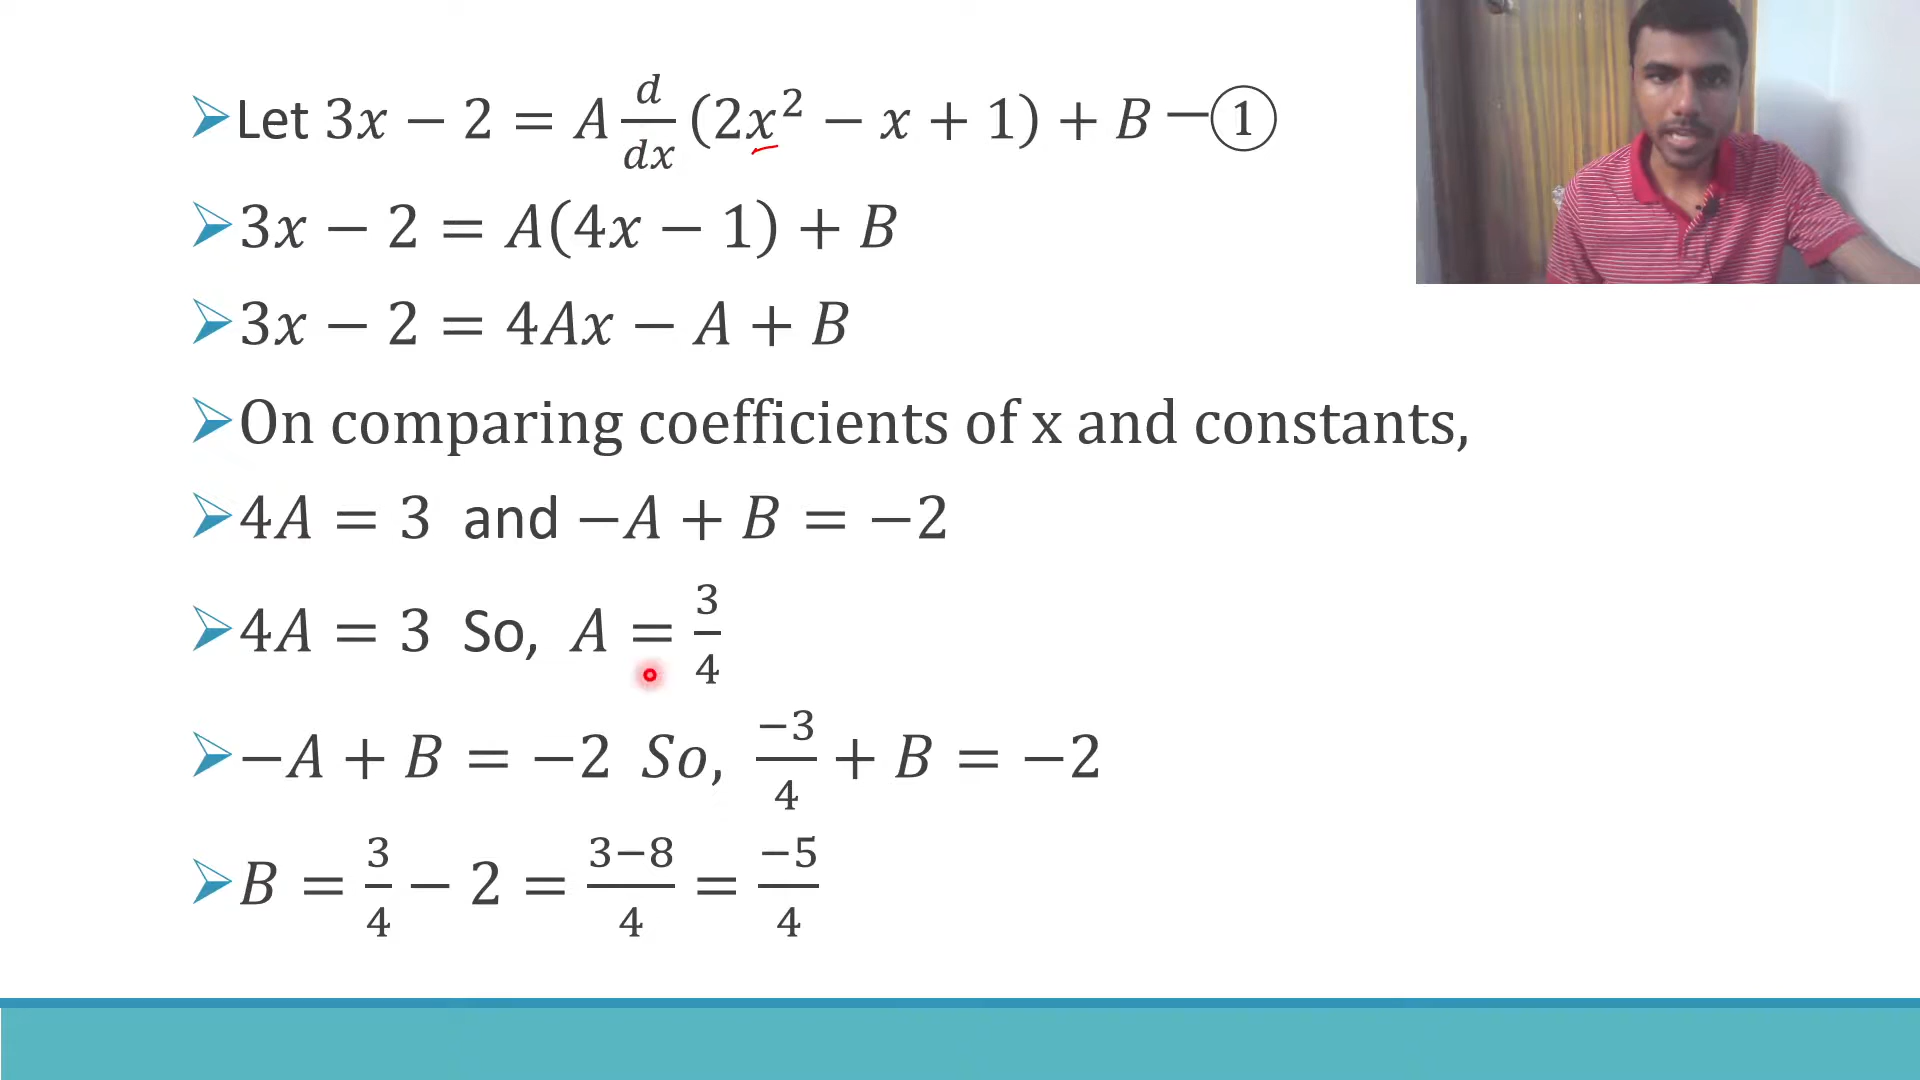 Let 3x − 2 = A d/dx (2x² − x + 1) + B −①
3x − 2 = A(4x − 1) + B
3x − 2 = 4Ax − A + B
On comparing coefficients of x and constants,
4A = 3 and −A + B = −2
4A = 3 So, A = 3/4
−A + B = −2 So, −3/4 + B = −2
B = 3/4 − 2 = 3−8/4 = −5/4